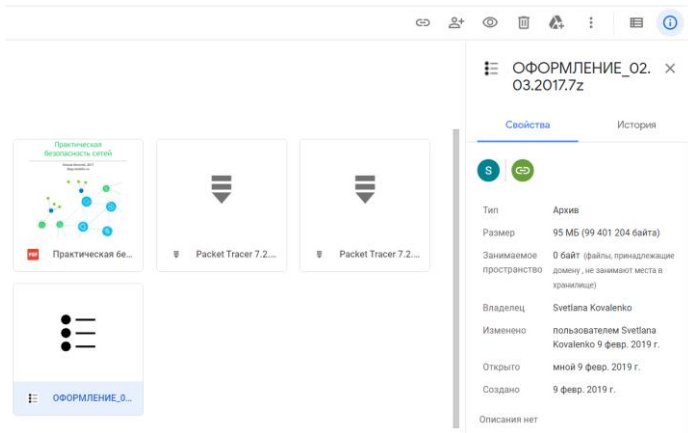 ОФОРМЛЕНИЕ_02.
03.2017.7z
Свойства
История
S
Тип
Архив
Размер
95 МБ (99 401 204 байта)
Занимаемое
пространство
0 байт (файлы, принадлежащие
домену , не занимают места в
хранилище)
Владелец
Svetlana Kovalenko
Изменено
пользователем Svetlana
Kovalenko 9 февр. 2019 г.
Открыто
мной 9 февр. 2019 г.
Создано
9 февр. 2019 г.
Описания нет
Практическая
безопасность сетей
PDF
Практическая бе...
Packet Tracer 7.2....
Packet Tracer 7.2....
ОФОРМЛЕНИЕ_0...